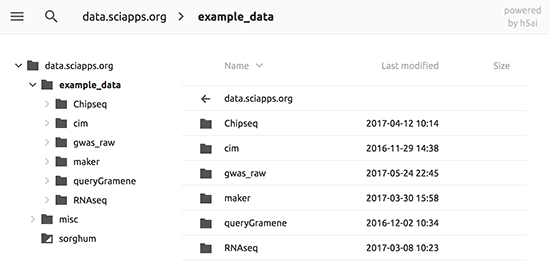 data.sciapps.org > example_data
powered
by h5ai
data.sciapps.org
example_data
Chipseq
cim
gwas_raw
maker
queryGramene
RNAseq
misc
sorghum
Name Last modified Size
data.sciapps.org
Chipseq 2017-04-12 10:14
cim 2016-11-29 14:38
gwas_raw 2017-05-24 22:45
maker 2017-03-30 15:58
queryGramene 2016-12-02 10:34
RNAseq 2017-03-08 10:23